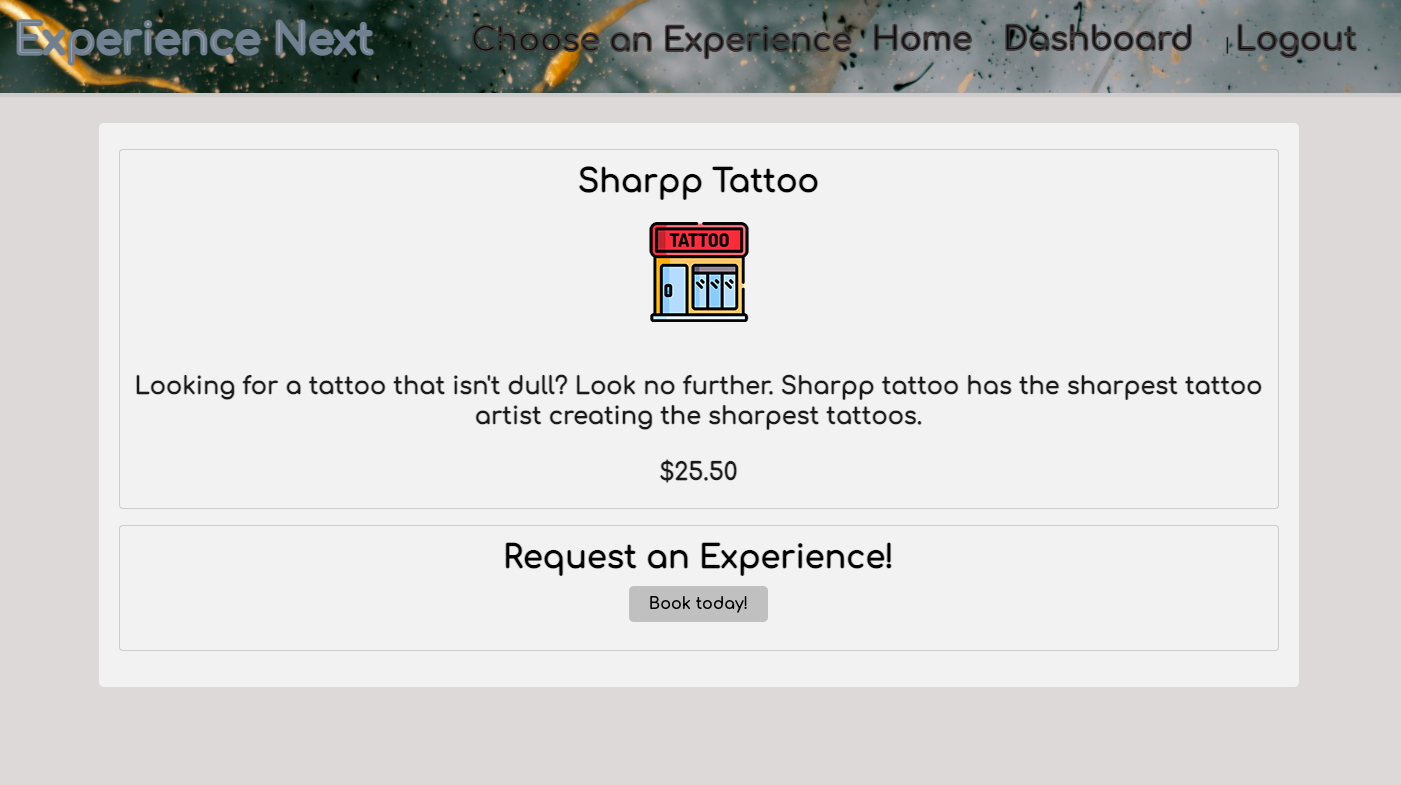 Experience Next
Choose an Experience Home Dashboard | Logout
Sharpp Tattoo
TATTOO
Looking for a tattoo that isn't dull? Look no further. Sharpp tattoo has the sharpest tattoo
artist creating the sharpest tattoos.
$25.50
Request an Experience!
Book today!